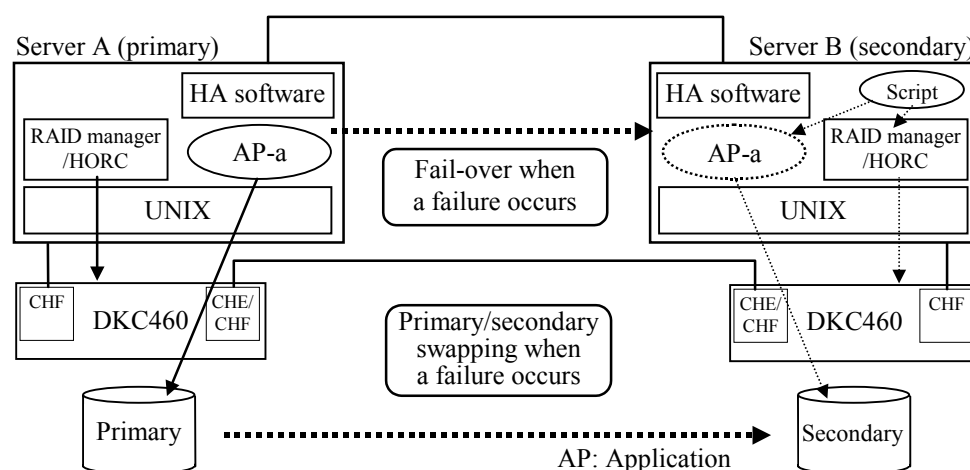 Server A (primary)
HA software
RAID manager
/HORC
AP-a
UNIX
CHF
DKC460
CHE/
CHF
Primary
Fail-over when
a failure occurs
Primary/secondary
swapping when
a failure occurs
AP: Application
Server B (secondary)
HA software
Script
AP-a
RAID manager
/HORC
UNIX
CHE/
CHF
DKC460
CHF
Secondary